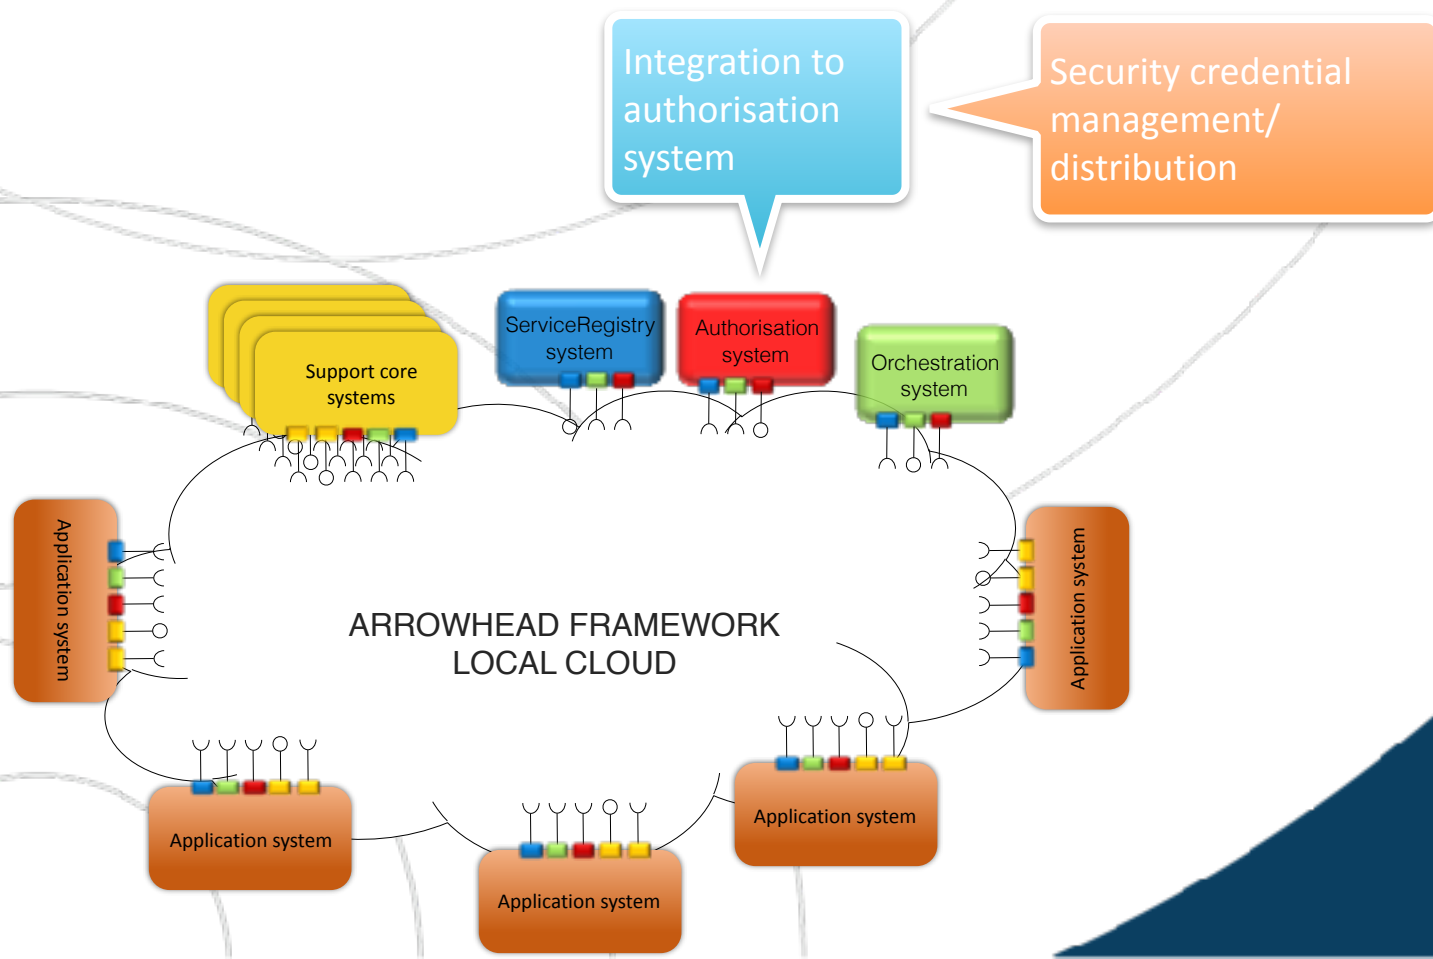 Integration to
authorisation
system
Security credential
management/
distribution
ServiceRegistry
system
Authorisation
system
Orchestration
system
Support core
systems
Application system
Application system
ARROWHEAD FRAMEWORK
LOCAL CLOUD
Application system
Application system
Application system